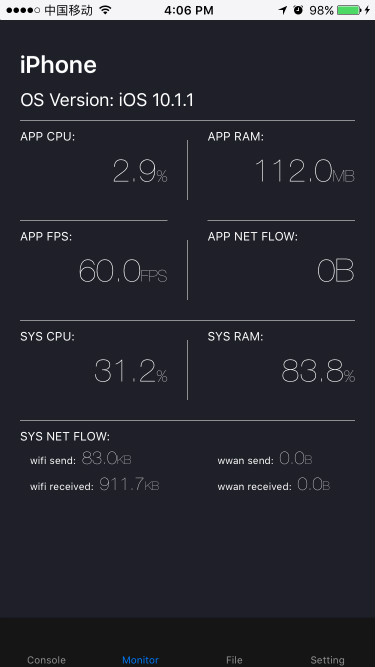 中国移动 4:06 PM 98%
iPhone
OS Version: iOS 10.1.1
APP CPU: APP RAM:
2.9% 112.0MB
APP FPS: APP NET FLOW:
60.0FPS 0B
SYS CPU: SYS RAM:
31.2% 83.8%
SYS NET FLOW:
wifi send: 83.0KB wwan send: 0.0B
wifi received: 911.7KB wwan received: 0.0B
Console Monitor File Setting